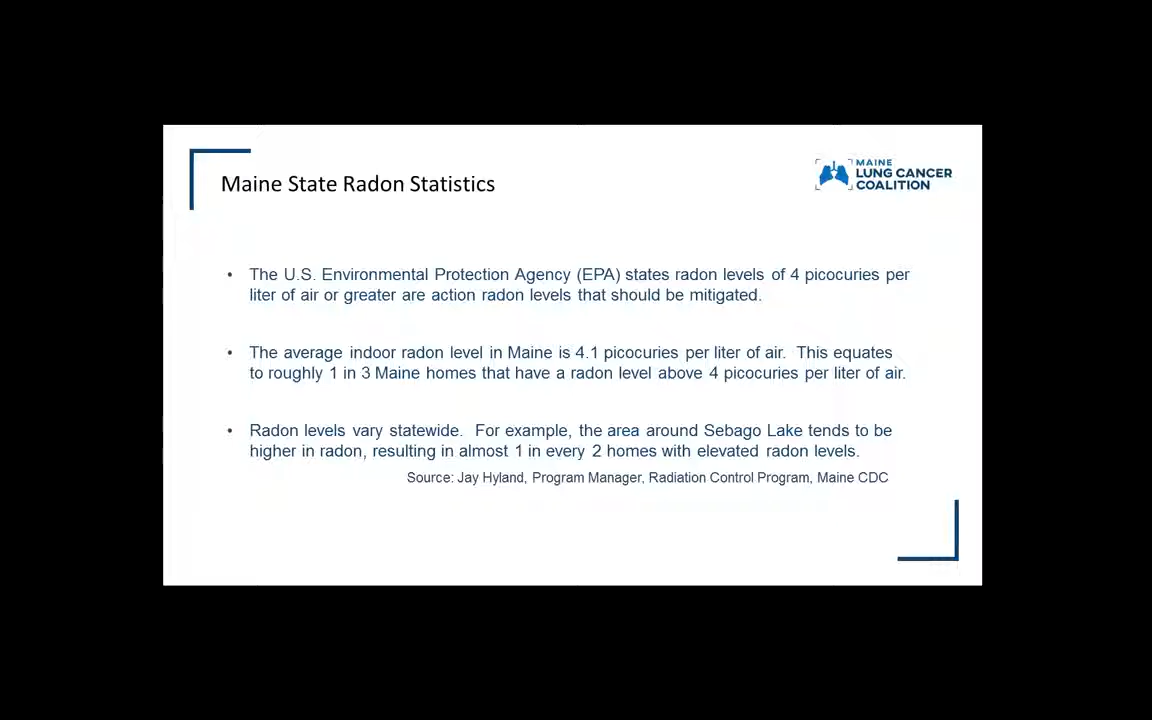 Maine State Radon Statistics
MAINE
LUNG CANCER
COALITION
• The U.S. Environmental Protection Agency (EPA) states radon levels of 4 picocuries per
liter of air or greater are action radon levels that should be mitigated.
• The average indoor radon level in Maine is 4.1 picocuries per liter of air. This equates
to roughly 1 in 3 Maine homes that have a radon level above 4 picocuries per liter of air.
• Radon levels vary statewide. For example, the area around Sebago Lake tends to be
higher in radon, resulting in almost 1 in every 2 homes with elevated radon levels.
Source: Jay Hyland, Program Manager, Radiation Control Program, Maine CDC